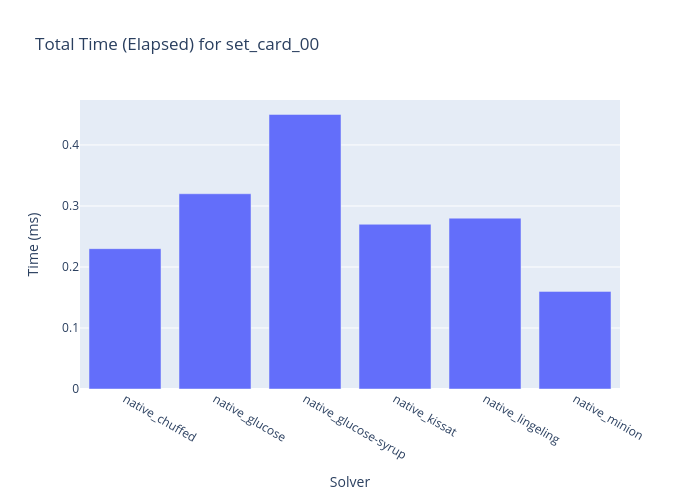 Total Time (Elapsed) for set_card_00
Time (ms)
0.4
0.3
0.2
0.1
0
native_chuffed
native_glucose
native_glucose-syrup
native_kissat
native_lingeling
native_minion
Solver